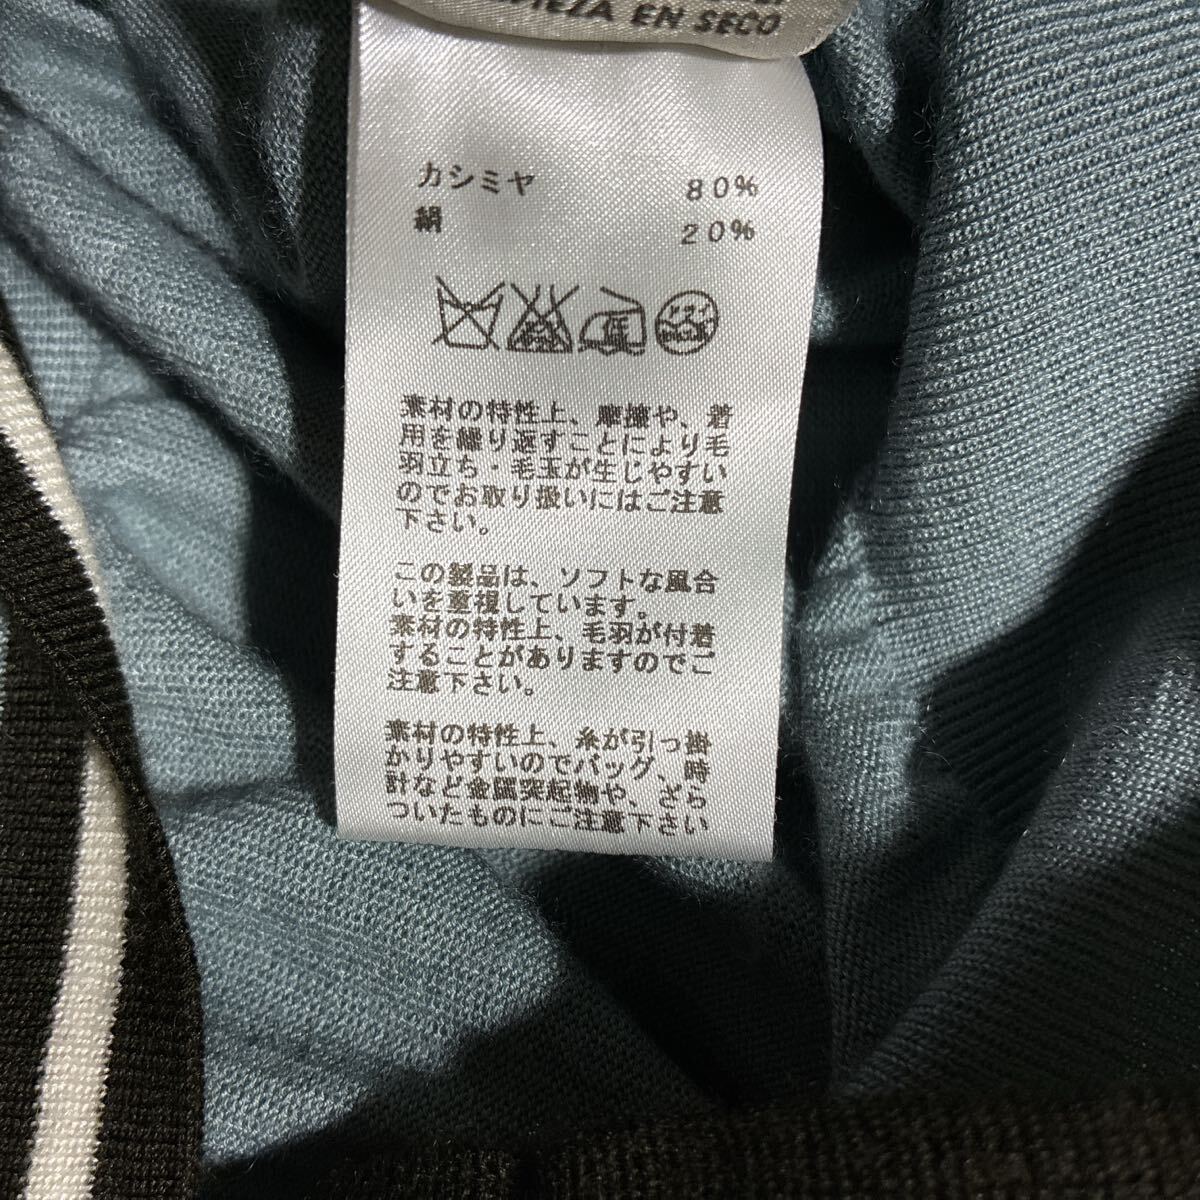 EN SECO
カシミヤ 80%
絹 20%
素材の特性上、摩擦や、着
用を繰り返すことにより毛
羽立ち・毛玉が生じやすい
のでお取り扱いにはご注意
下さい。
この製品は、ソフトな風合
いを重視しています。
素材の特性上、毛羽が付着
することがありますのでご
注意下さい。
素材の特性上、糸が引っ掛
かりやすいのでバッグ、時
計など金属突起物や、ざら
ついたものにご注意下さい